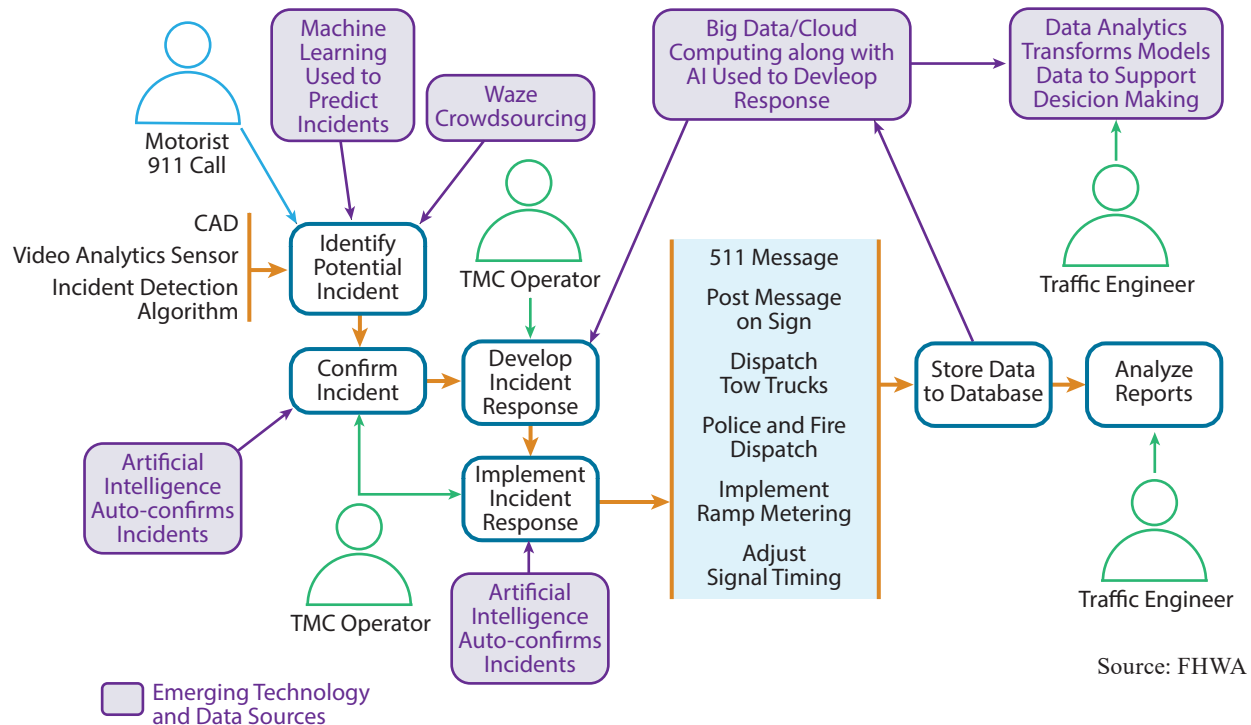 Machine
Learning
Used to
Predict
Incidents
Waze
Crowdsourcing
Big Data/Cloud
Computing along with
AI Used to Devleop
Response
Data Analytics
Transforms Models
Data to Support
Desicion Making
Motorist
911 Call
CAD
Video Analytics Sensor
Incident Detection
Algorithm
Identify
Potential
Incident
TMC Operator
Traffic Engineer
Confirm
Incident
Develop
Incident
Response
511 Message
Post Message
on Sign
Dispatch
Tow Trucks
Police and Fire
Dispatch
Implement
Ramp Metering
Adjust
Signal Timing
Store Data
to Database
Analyze
Reports
Artificial
Intelligence
Auto-confirms
Incidents
Implement
Incident
Response
TMC Operator
Artificial
Intelligence
Auto-confirms
Incidents
Traffic Engineer
Source: FHWA
Emerging Technology
and Data Sources